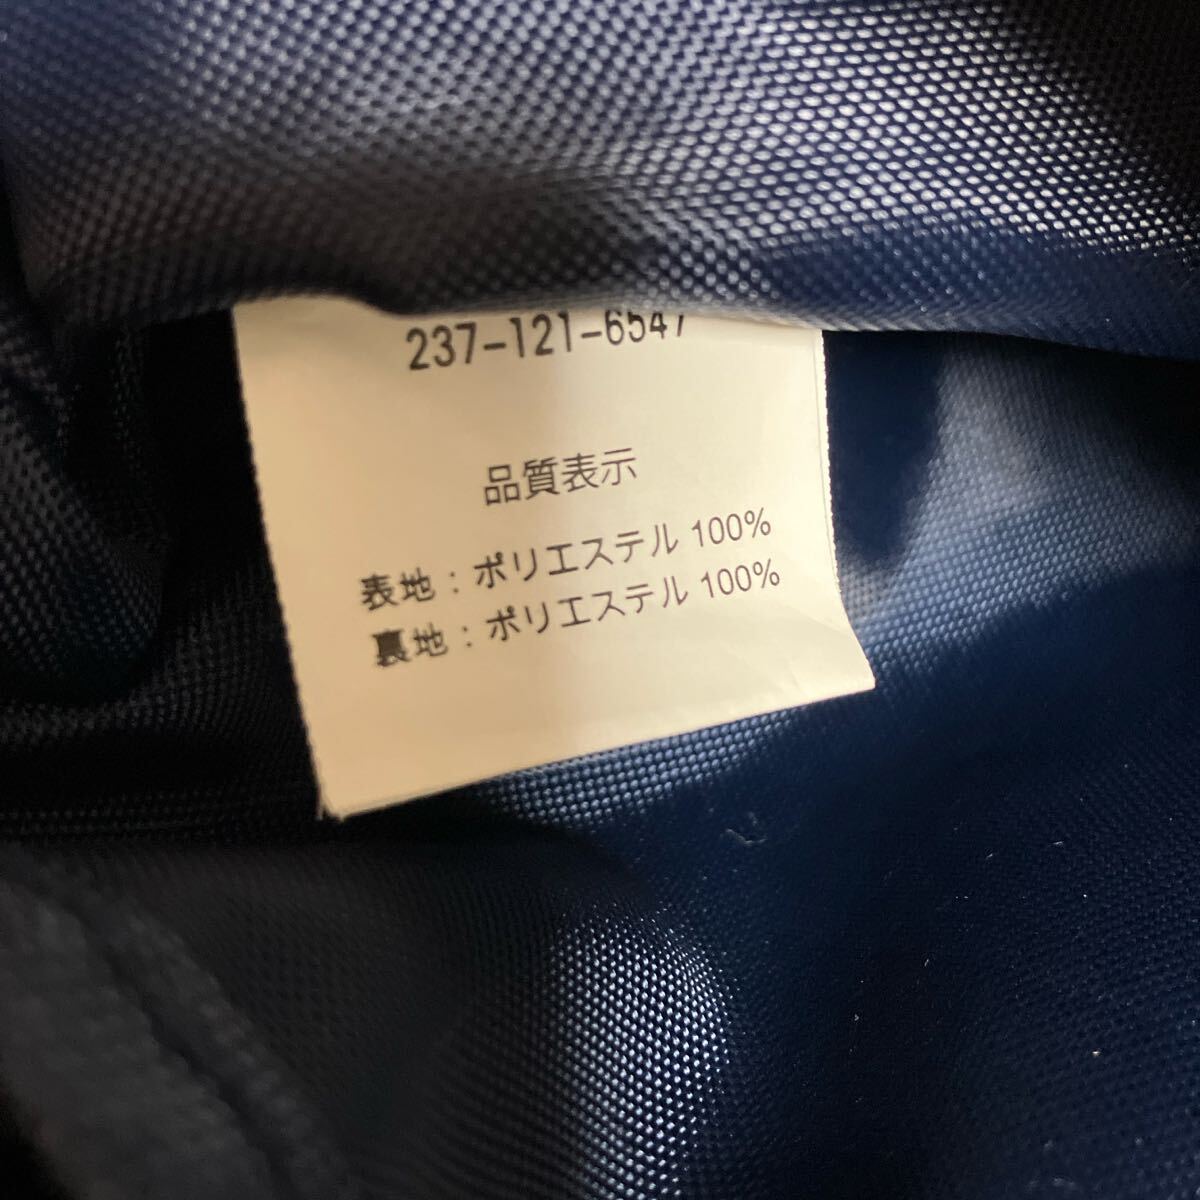 237-121-6547
品質表示
表地：ポリエステル 100%
裏地：ポリエステル 100%